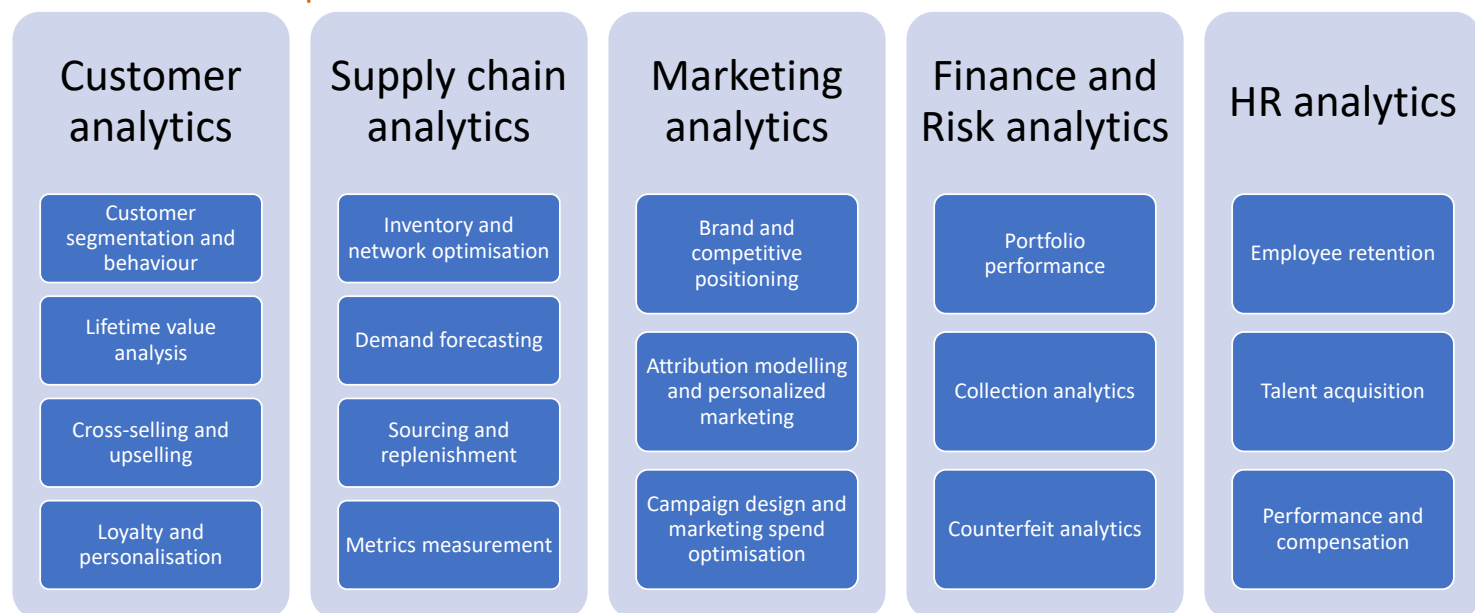 Customer
analytics
Customer
segmentation and
behaviour
Lifetime value
analysis
Cross-selling and
upselling
Loyalty and
personalisation
Supply chain
analytics
Inventory and
network optimisation
Demand forecasting
Sourcing and
replenishment
Metrics measurement
Marketing
analytics
Brand and
competitive
positioning
Attribution modelling
and personalized
marketing
Campaign design and
marketing spend
optimisation
Finance and
Risk analytics
Portfolio
performance
Collection analytics
Counterfeit analytics
HR analytics
Employee retention
Talent acquisition
Performance and
compensation